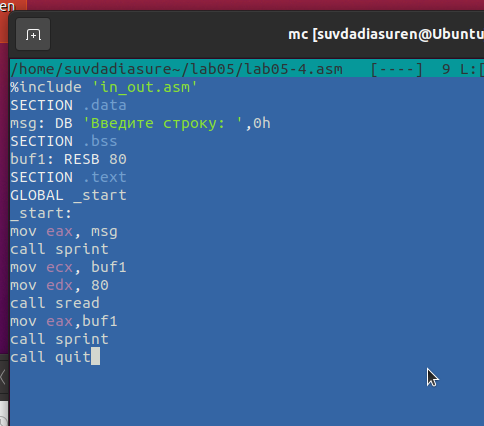 en
mc [suvdadiasuren@Ubuntu
/home/suvdadiasure~/lab05/lab05-4.asm   [----]  9 L:[
%include 'in_out.asm'
SECTION .data
msg: DB 'Введите строку: ',0h
SECTION .bss
buf1: RESB 80
SECTION .text
GLOBAL _start
_start:
mov eax, msg
call sprint
mov ecx, buf1
mov edx, 80
call sread
mov eax,buf1
call sprint
call quit